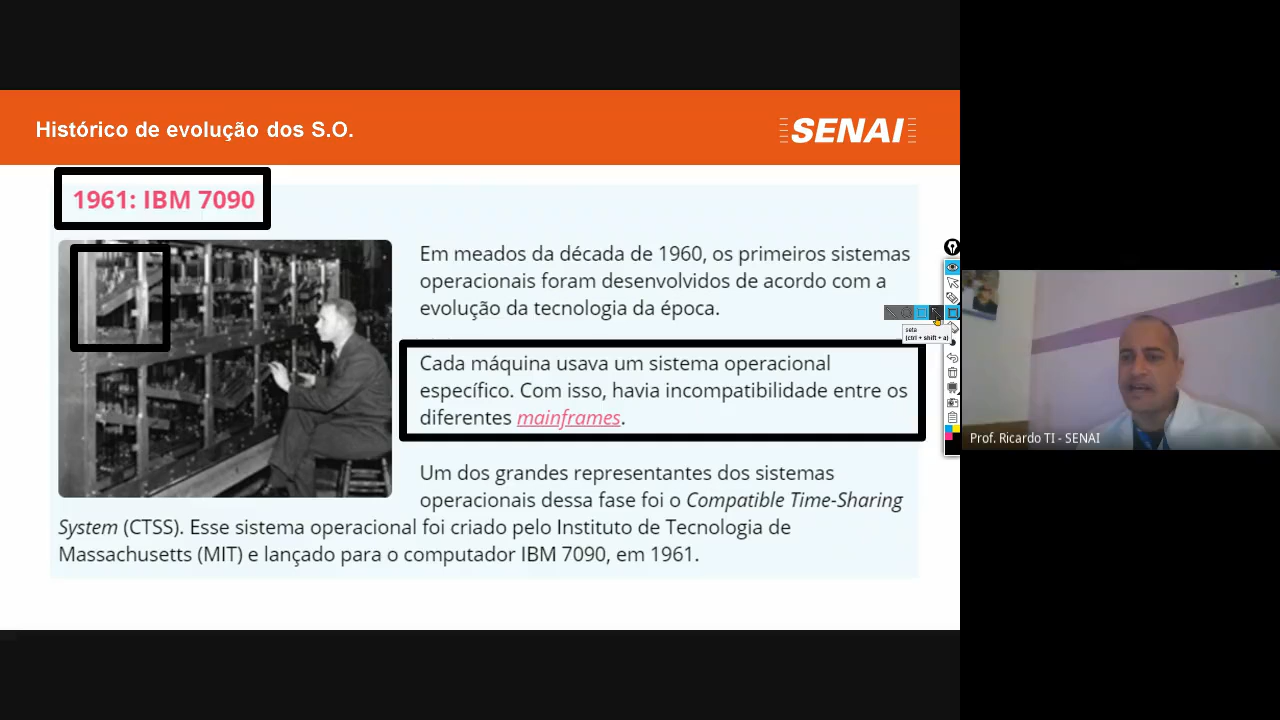 Histórico de evolução dos S.O.
SENAI
1961: IBM 7090
Em meados da década de 1960, os primeiros sistemas
operacionais foram desenvolvidos de acordo com a
evolução da tecnologia da época.
seta
(ctrl + shift + a)
Cada máquina usava um sistema operacional
específico. Com isso, havia incompatibilidade entre os
diferentes mainframes.
Um dos grandes representantes dos sistemas
operacionais dessa fase foi o Compatible Time-Sharing
System (CTSS). Esse sistema operacional foi criado pelo Instituto de Tecnologia de
Massachusetts (MIT) e lançado para o computador IBM 7090, em 1961.
Prof. Ricardo TI - SENAI